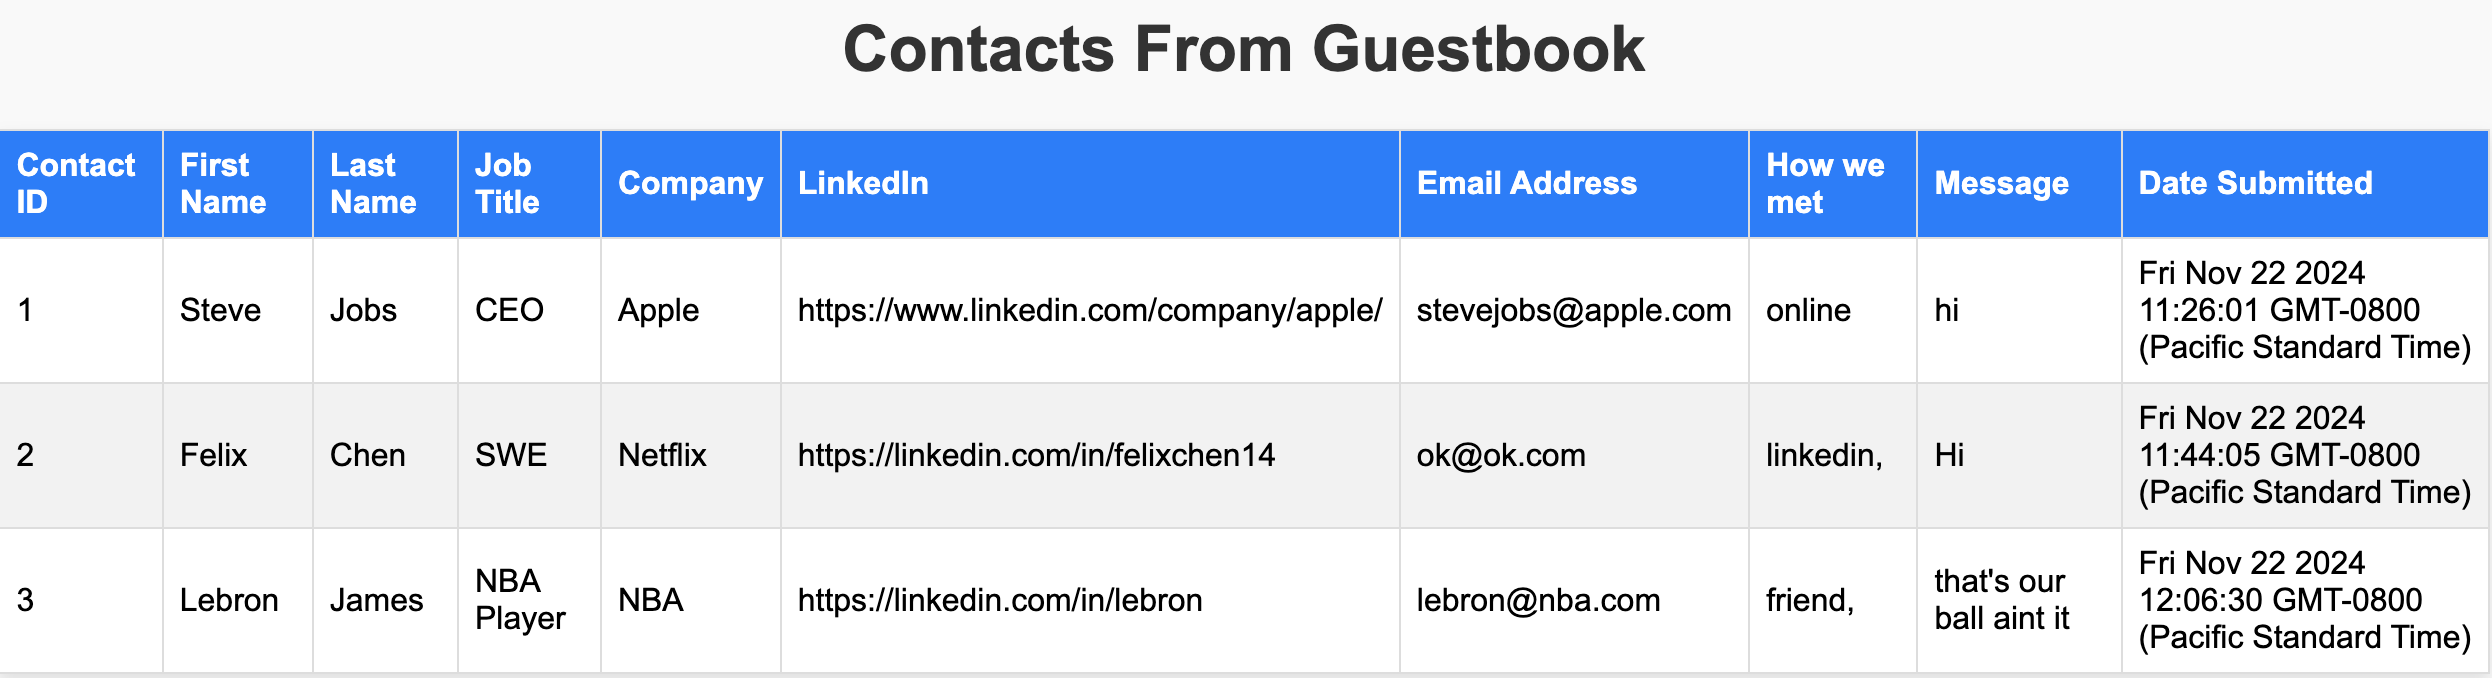 Contacts From Guestbook
Contact ID First Name Last Name Job Title Company LinkedIn Email Address How we met Message Date Submitted
1 Steve Jobs CEO Apple https://www.linkedin.com/company/apple/ stevejobs@apple.com online hi Fri Nov 22 2024 11:26:01 GMT-0800 (Pacific Standard Time)
2 Felix Chen SWE Netflix https://linkedin.com/in/felixchen14 ok@ok.com linkedin, Hi Fri Nov 22 2024 11:44:05 GMT-0800 (Pacific Standard Time)
3 Lebron James NBA Player NBA https://linkedin.com/in/lebron lebron@nba.com friend, that's our ball aint it Fri Nov 22 2024 12:06:30 GMT-0800 (Pacific Standard Time)